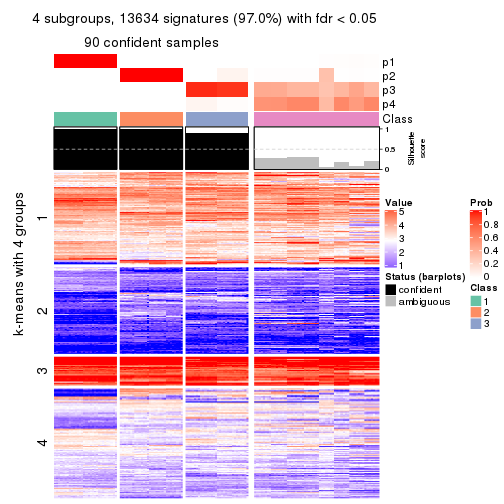 4 subgroups, 13634 signatures (97.0%) with fdr < 0.05
90 confident samples
p1
p2
p3
p4
Class
1
0.5
0
Silhouette
score
k-means with 4 groups
1
2
3
4
Value
5
4
3
2
1
Status (barplots)
confident
ambiguous
Prob
1
0.8
0.6
0.4
0.2
0
Class
1
2
3